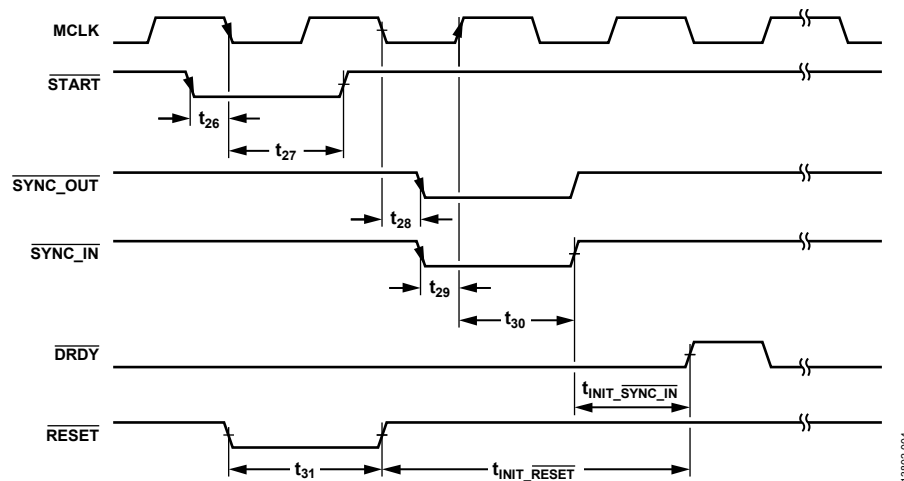 MCLK
START
t26
t27
SYNC_OUT
t28
SYNC_IN
t29
t30
DRDY
tINIT_SYNC_IN
RESET
t31
tINIT_RESET